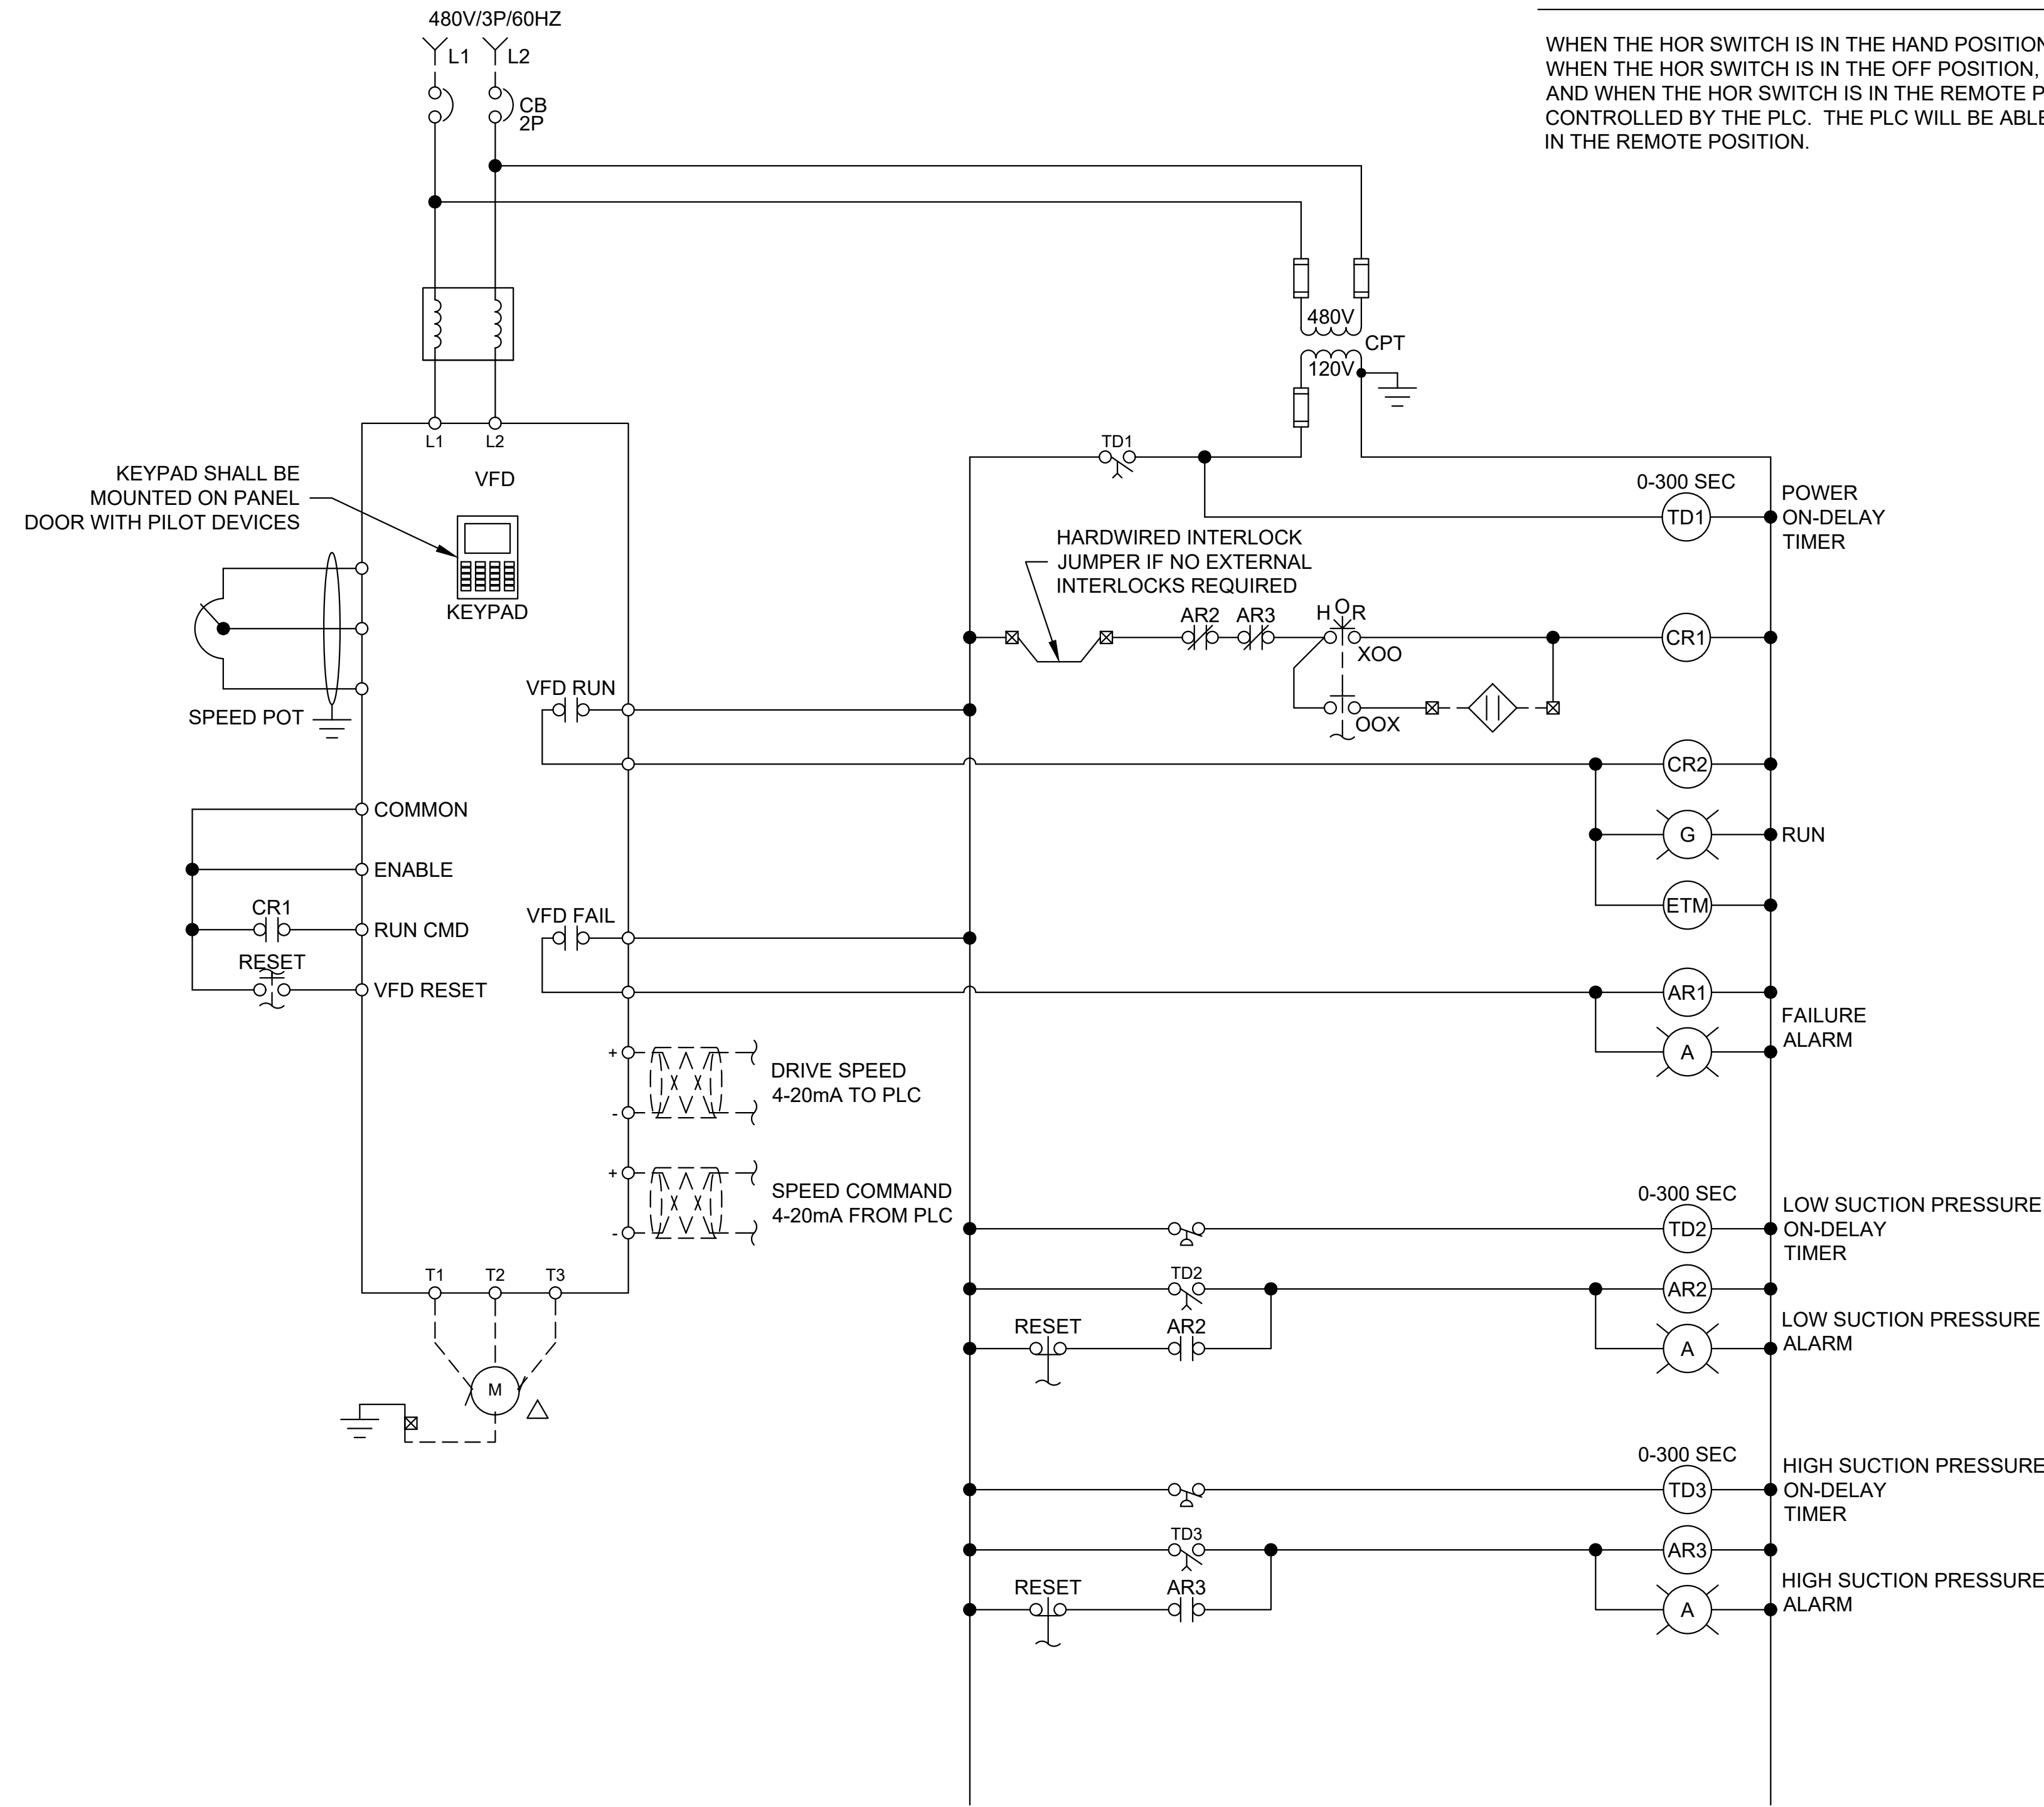 480V/3P/60HZ
L1
L2
CB
2P
WHEN THE HOR SWITCH IS IN THE HAND POSITION
WHEN THE HOR SWITCH IS IN THE OFF POSITION,
AND WHEN THE HOR SWITCH IS IN THE REMOTE P
CONTROLLED BY THE PLC. THE PLC WILL BE ABLE
IN THE REMOTE POSITION.
480V
CPT
120V
L1
L2
VFD
KEYPAD SHALL BE
MOUNTED ON PANEL
DOOR WITH PILOT DEVICES
KEYPAD
SPEED POT
TD1
0-300 SEC
TD1
POWER
ON-DELAY
TIMER
HARDWIRED INTERLOCK
JUMPER IF NO EXTERNAL
INTERLOCKS REQUIRED
AR2
AR3
H O R
XOO
OOX
CR1
VFD RUN
CR2
G
RUN
ETM
COMMON
ENABLE
CR1
RUN CMD
RESET
VFD RESET
VFD FAIL
AR1
FAILURE
ALARM
A
+
-
DRIVE SPEED
4-20mA TO PLC
+
-
SPEED COMMAND
4-20mA FROM PLC
T1
T2
T3
M
0-300 SEC
TD2
LOW SUCTION PRESSURE
ON-DELAY
TIMER
TD2
AR2
RESET
AR2
A
LOW SUCTION PRESSURE
ALARM
0-300 SEC
TD3
HIGH SUCTION PRESSURE
ON-DELAY
TIMER
TD3
AR3
RESET
AR3
A
HIGH SUCTION PRESSURE
ALARM